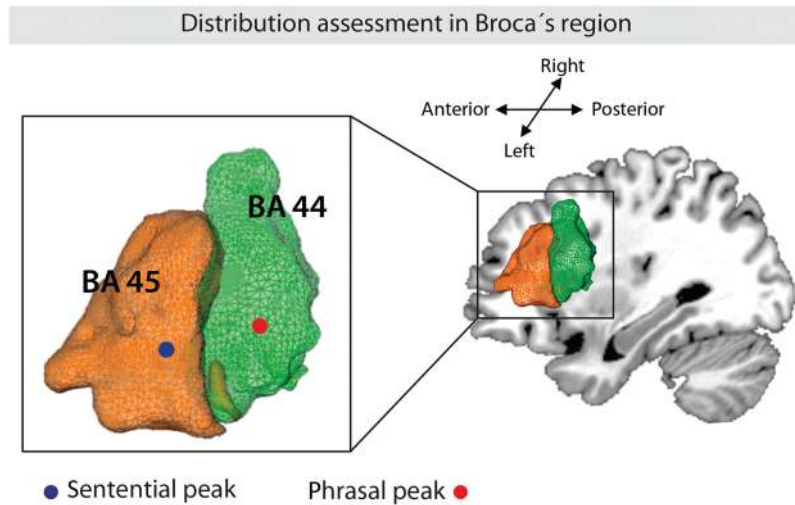 Distribution assessment in Broca´s region
Right
Anterior
Posterior
Left
BA 44
BA 45
Sentential peak
Phrasal peak